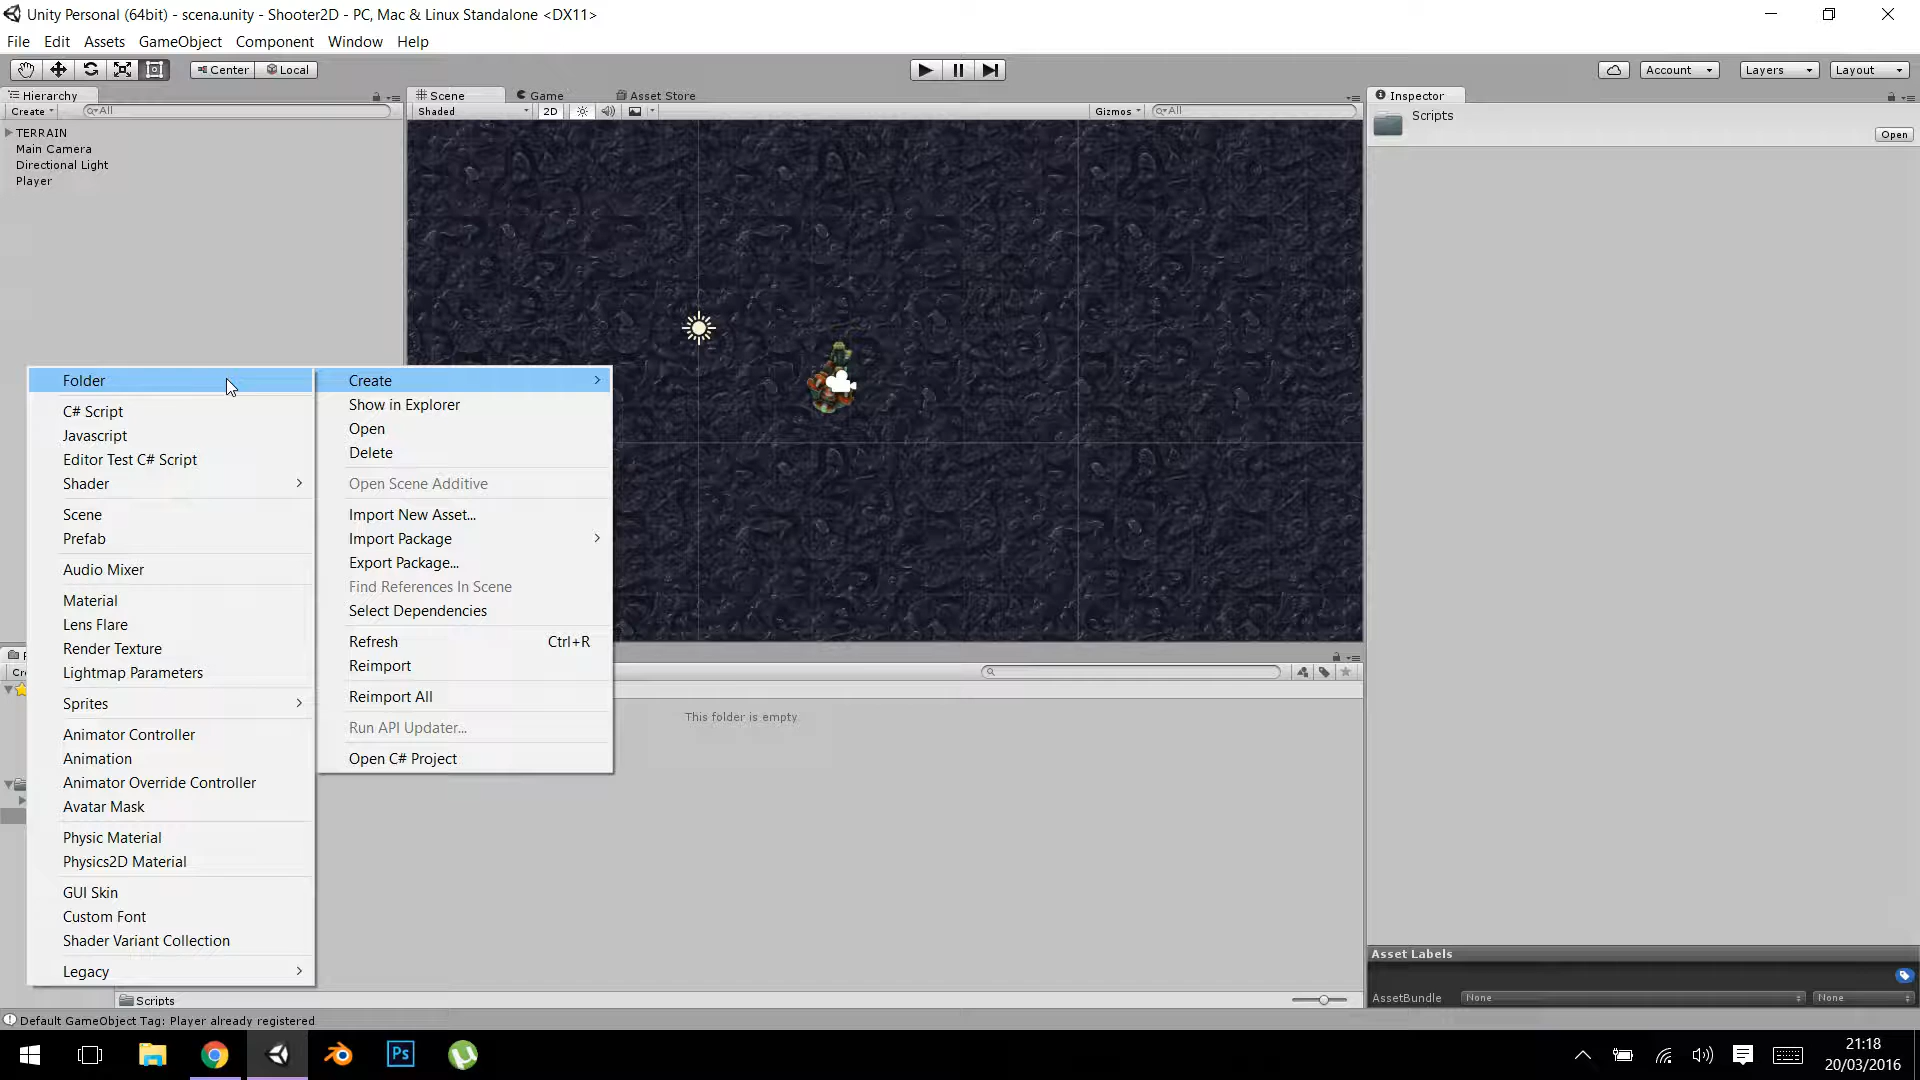 Unity Personal (64bit) - scena.unity - Shooter2D - PC, Mac & Linux Standalone <DX11>
File Edit Assets GameObject Component Window Help
Center Local Account Layers Layout
Hierarchy Scene Game Asset Store Inspector
Create All Shaded 2D Gizmos All Scripts
Open
TERRAIN
Main Camera
Directional Light
Player
Folder
C# Script
Javascript
Editor Test C# Script
Shader
Scene
Prefab
Audio Mixer
Material
Lens Flare
Render Texture
Lightmap Parameters
Sprites
Animator Controller
Animation
Animator Override Controller
Avatar Mask
Physic Material
Physics2D Material
GUI Skin
Custom Font
Shader Variant Collection
Legacy
Create
Show in Explorer
Open
Delete
Open Scene Additive
Import New Asset...
Import Package
Export Package...
Find References In Scene
Select Dependencies
Refresh Ctrl+R
Reimport
Reimport All
Run API Updater...
Open C# Project
This folder is empty
Asset Labels
AssetBundle None None
Scripts
Default GameObject Tag: Player already registered
Ps
21:18
20/03/2016